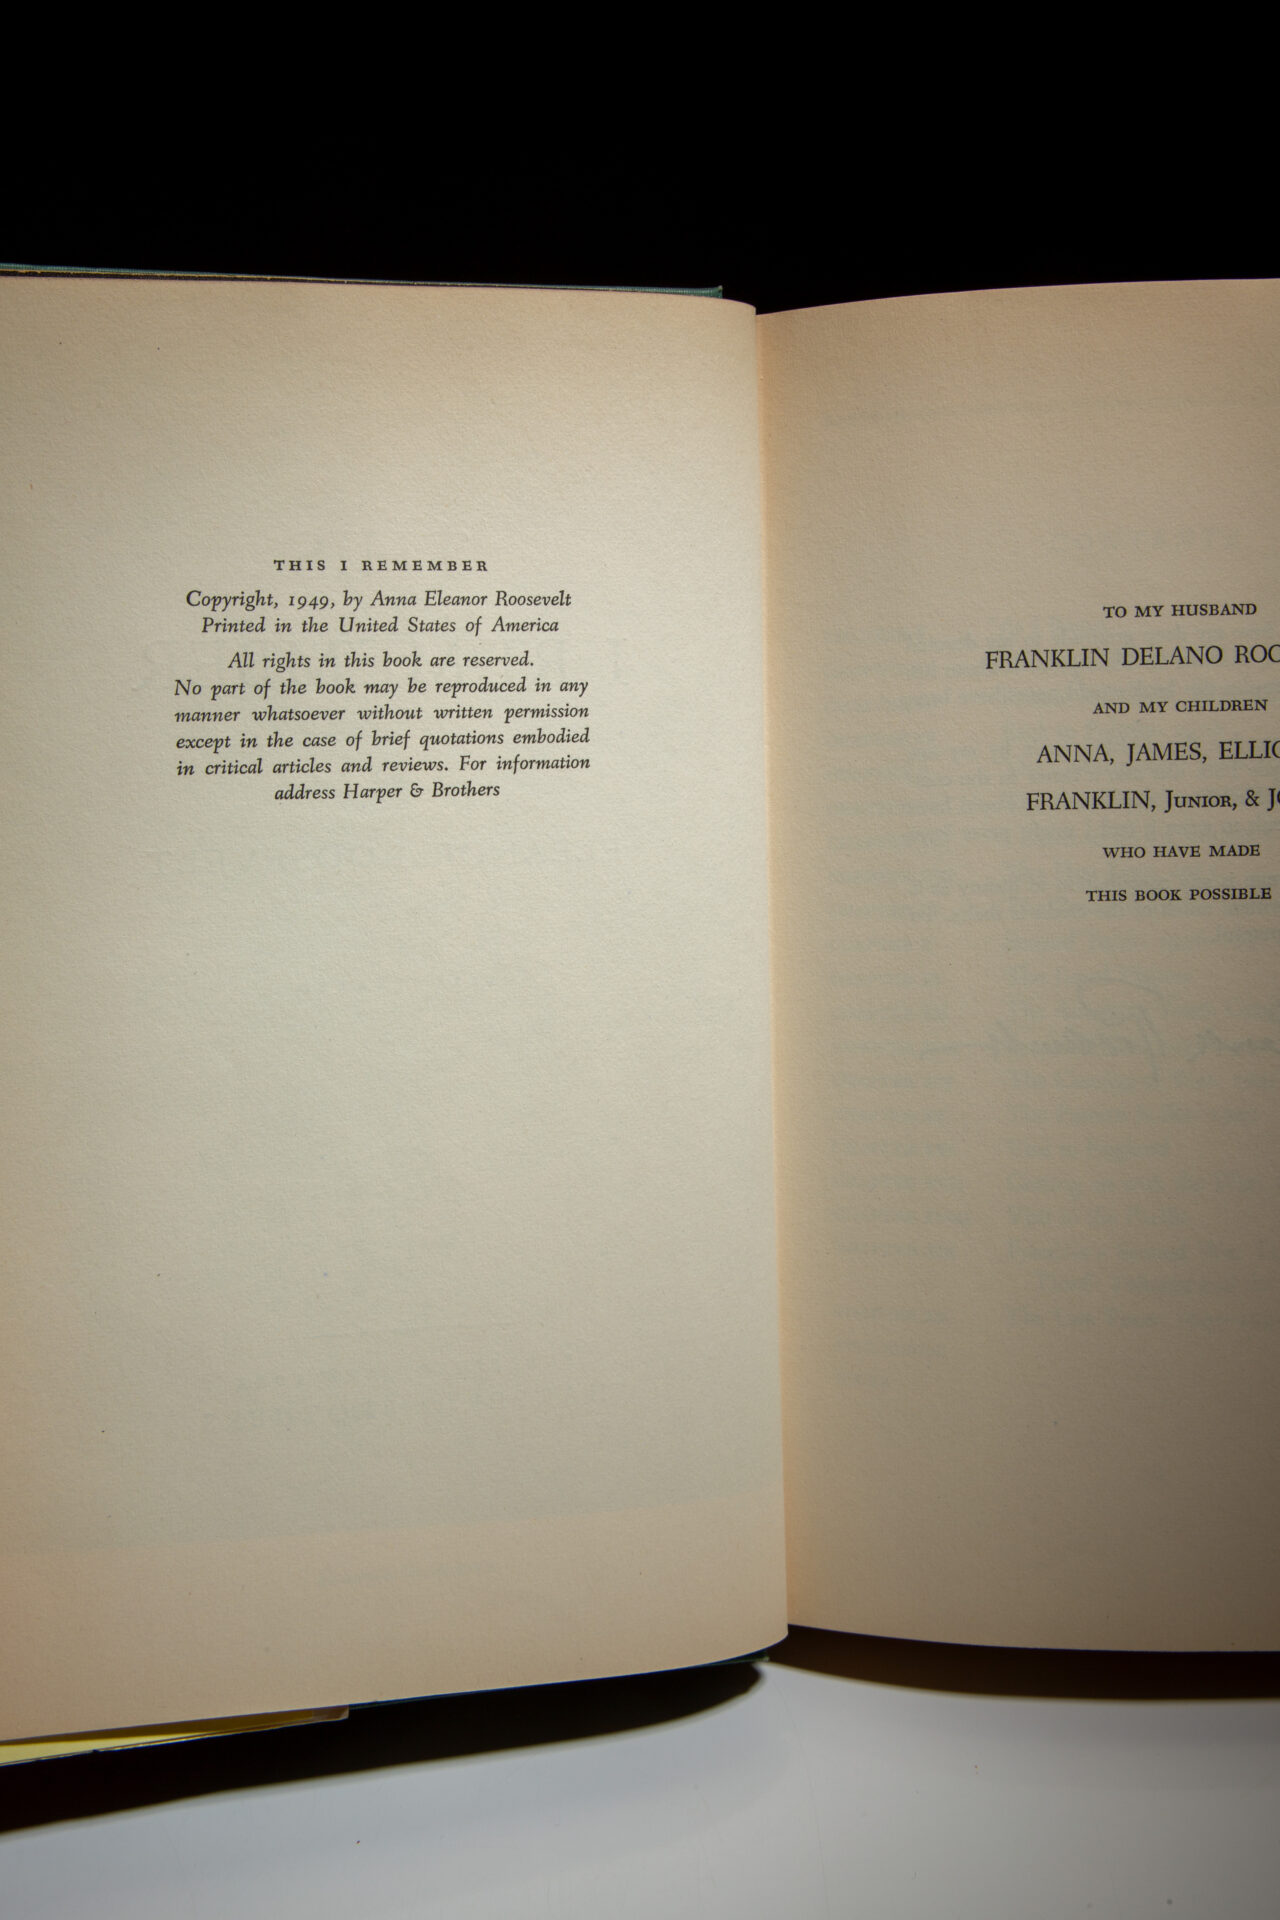 THIS I REMEMBER
Copyright, 1949, by Anna Eleanor Roosevelt
Printed in the United States of America
All rights in this book are reserved.
No part of the book may be reproduced in any
manner whatsoever without written permission
except in the case of brief quotations embodied
in critical articles and reviews. For information
address Harper & Brothers
TO MY HUSBAND
FRANKLIN DELANO
AND MY CHILDREN
ANNA, JAMES,
FRANKLIN, JUNIOR, &
WHO HAVE MADE
THIS BOOK POSSIBLE